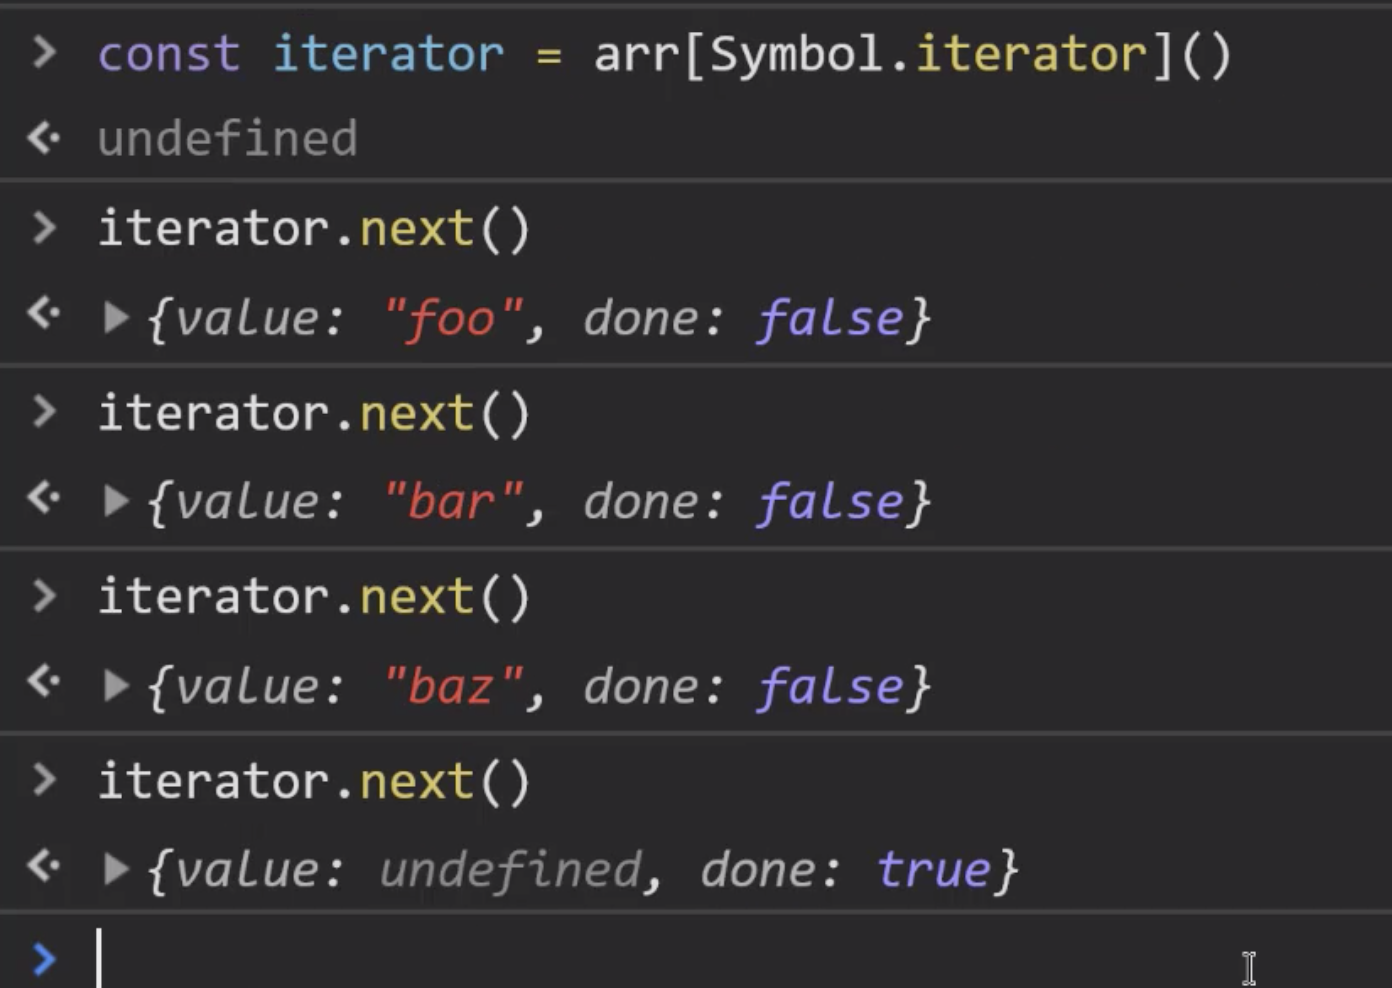 > const iterator = arr[Symbol.iterator]()
undefined
> iterator.next()
{value: "foo", done: false}
> iterator.next()
{value: "bar", done: false}
> iterator.next()
{value: "baz", done: false}
> iterator.next()
{value: undefined, done: true}
>